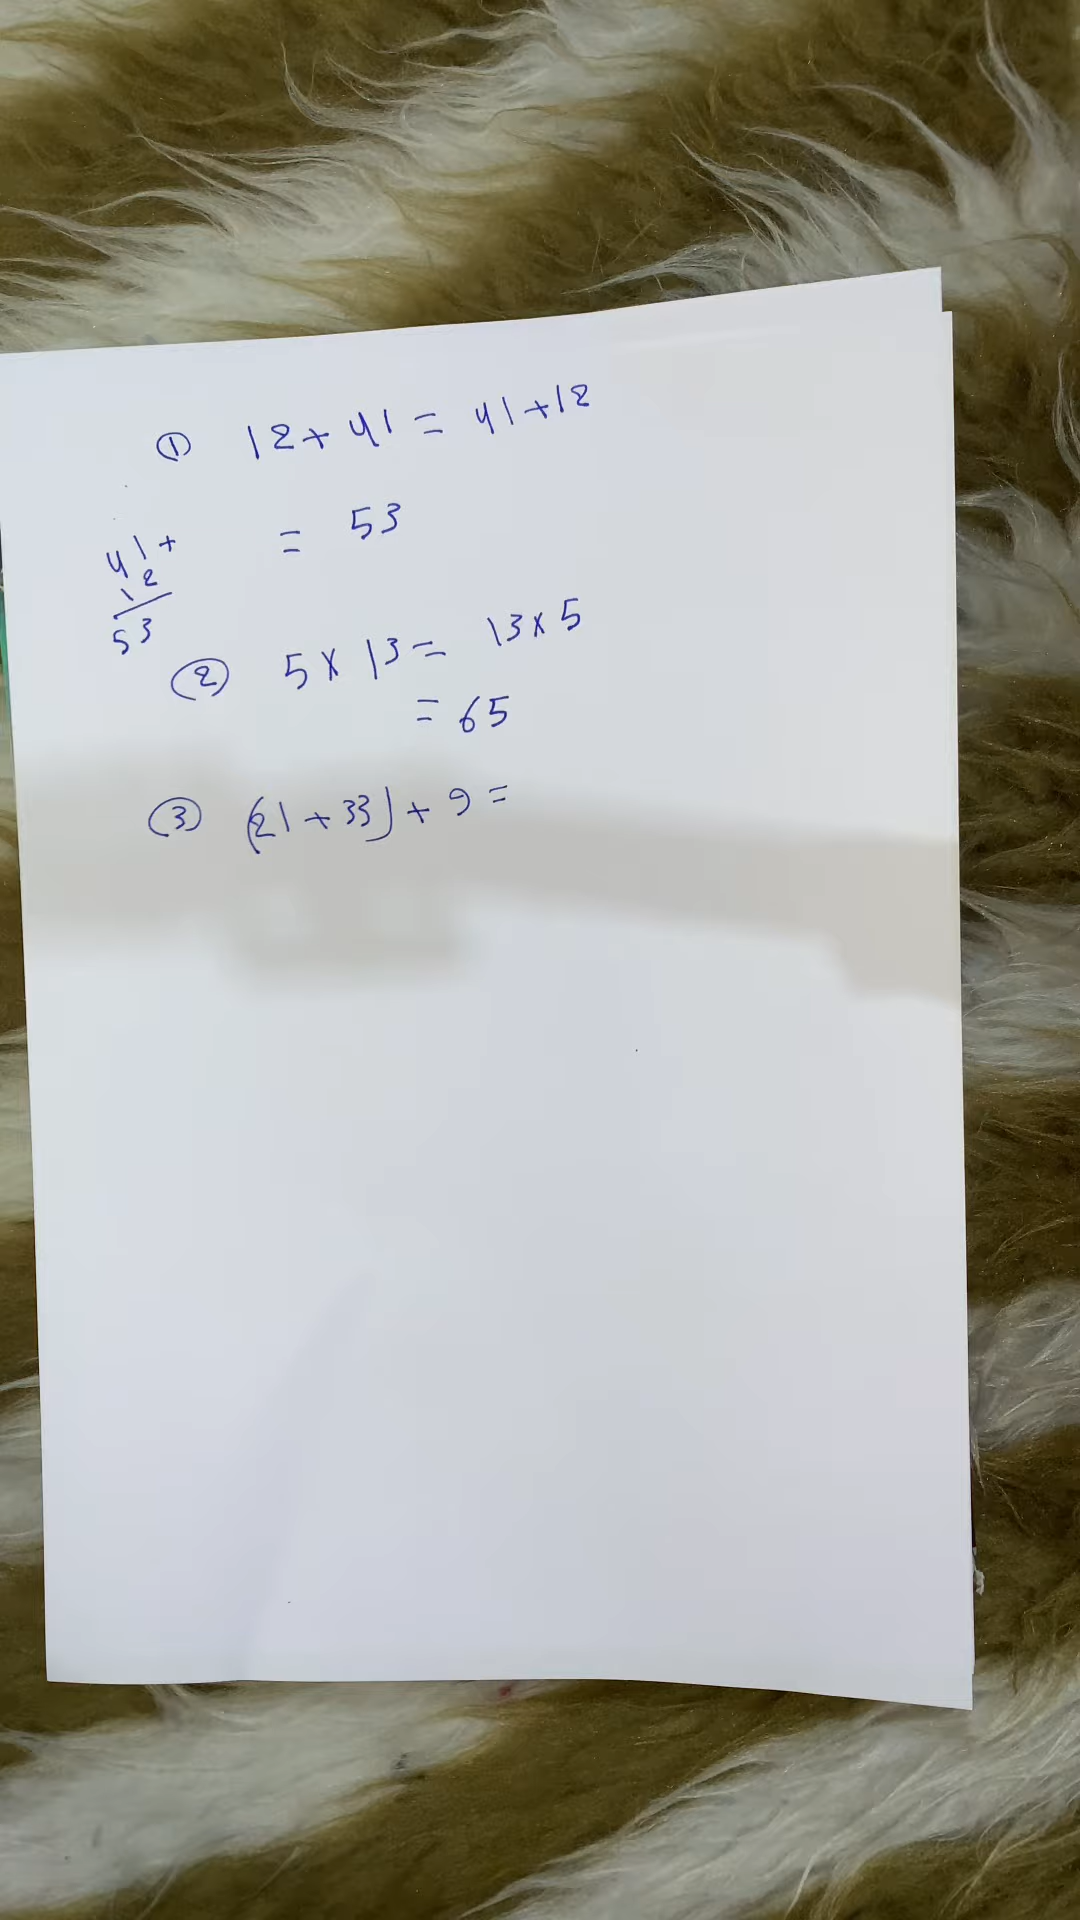 ① 12 + 41 = 41 + 12
= 53
41 +
12
53
② 5 x 13 = 13 x 5
= 65
③ (21 + 33) + 9 =